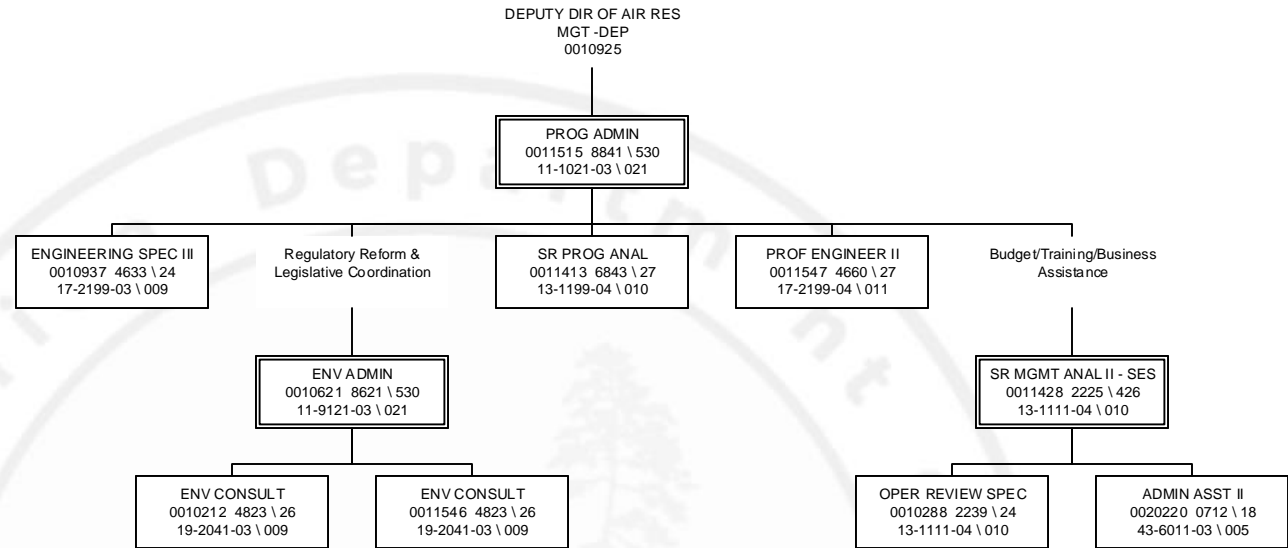 DEPUTY DIR OF AIR RES
MGT -DEP
0010925
PROG ADMIN
0011515 8841 \ 530
11-1021-03 \ 021
ENGINEERING SPEC III
0010937 4633 \ 24
17-2199-03 \ 009
Regulatory Reform &
Legislative Coordination
SR PROG ANAL
0011413 6843 \ 27
13-1199-04 \ 010
PROF ENGINEER II
0011547 4660 \ 27
17-2199-04 \ 011
Budget/Training/Business
Assistance
ENV ADMIN
0010621 8621 \ 530
11-9121-03 \ 021
SR MGMT ANAL II - SES
0011428 2225 \ 426
13-1111-04 \ 010
ENV CONSULT
0010212 4823 \ 26
19-2041-03 \ 009
ENV CONSULT
0011546 4823 \ 26
19-2041-03 \ 009
OPER REVIEW SPEC
0010288 2239 \ 24
13-1111-04 \ 010
ADMIN ASST II
0020220 0712 \ 18
43-6011-03 \ 005